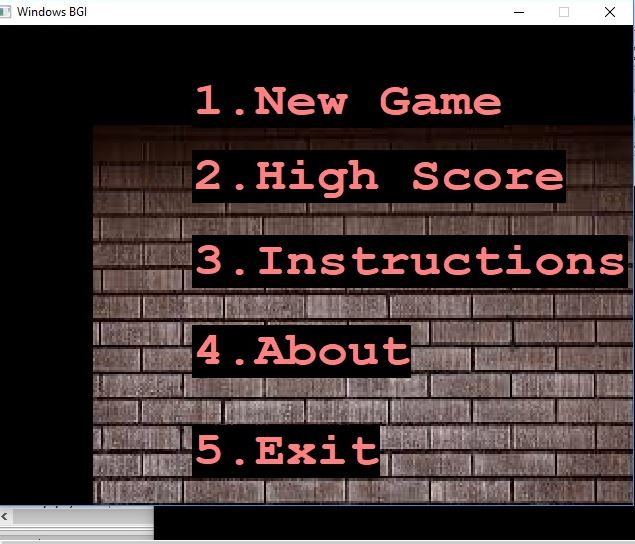 Windows BGI
1.New Game
2.High Score
3.Instructions
4.About
5.Exit